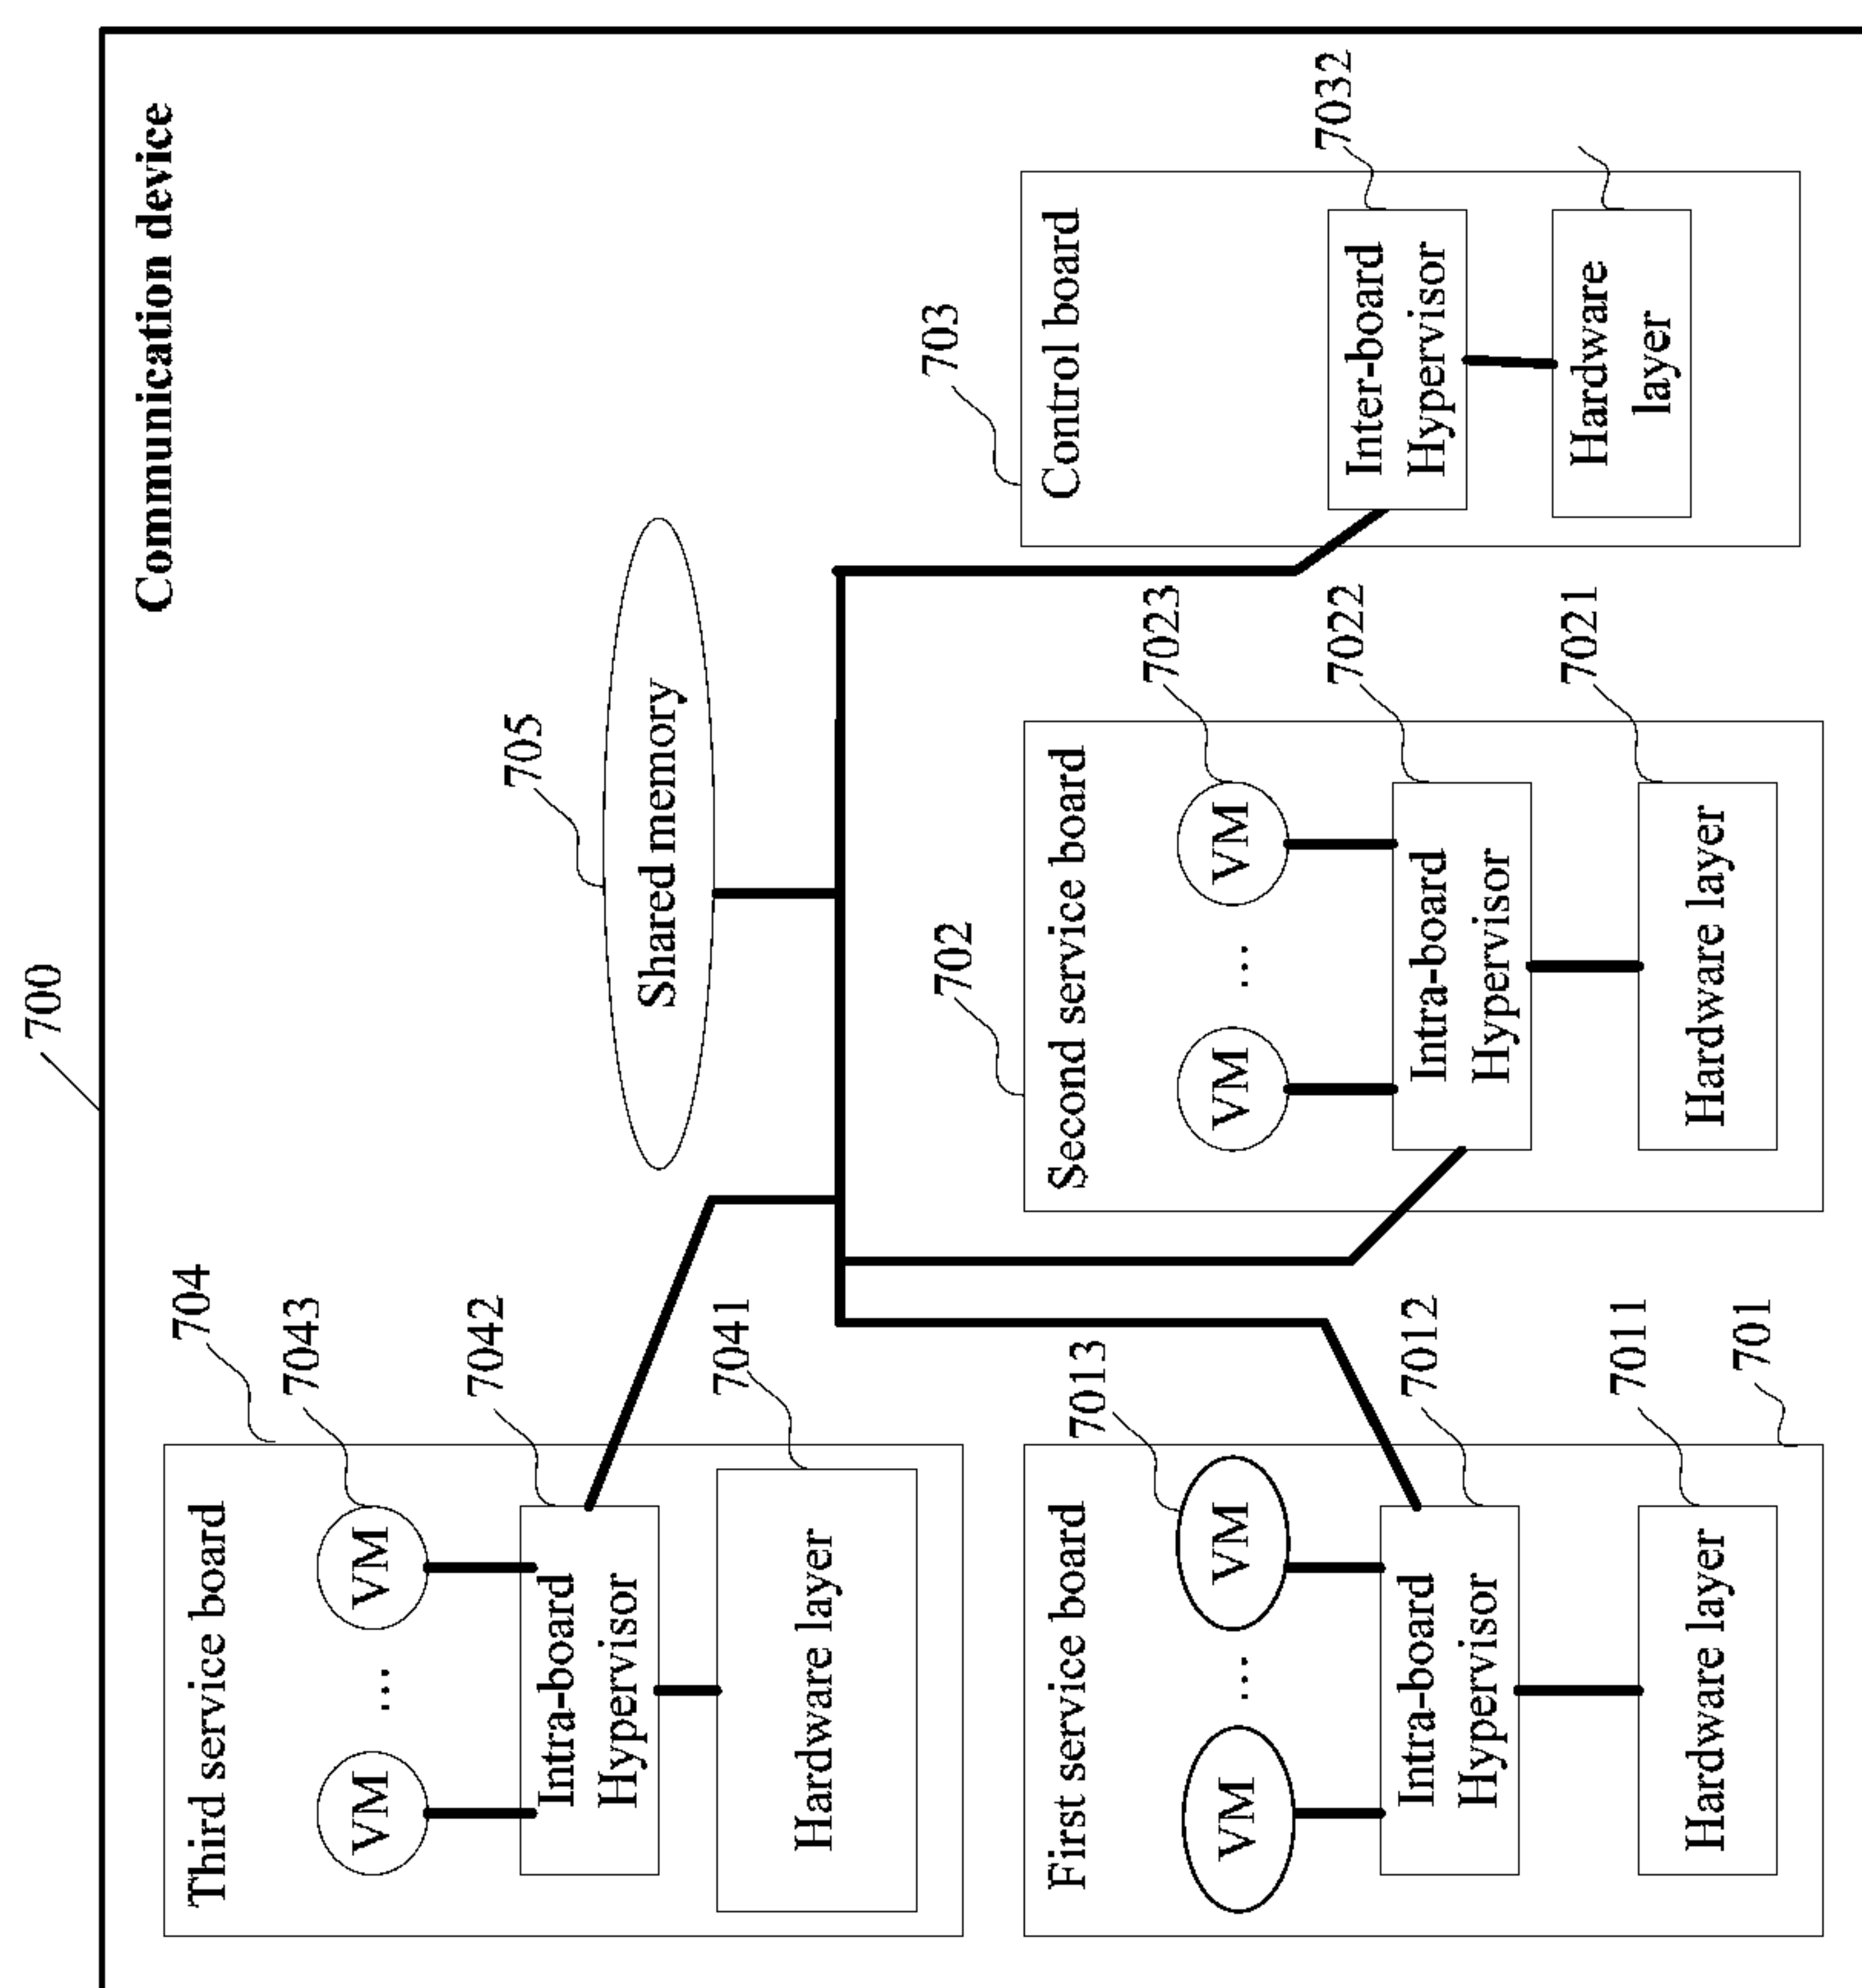 700
Communication device
Third service board
704
VM
...
VM
7043
Intra-board
Hypervisor
7042
Hardware layer
7041
705
Shared memory
First service board
701
VM
...
VM
7013
Intra-board
Hypervisor
7012
Hardware layer
7011
702
Second service board
VM
...
VM
7023
Intra-board
Hypervisor
7022
Hardware layer
7021
703
Control board
Inter-board
Hypervisor
7032
Hardware
layer